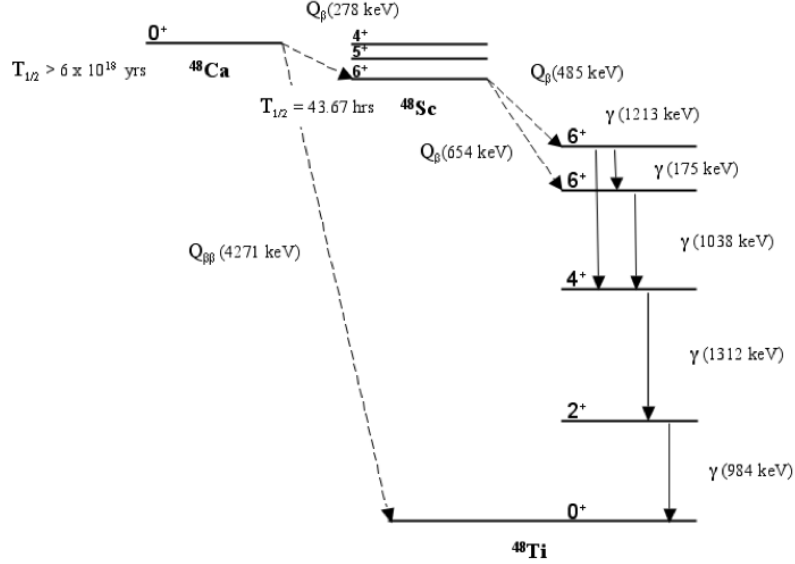 Qᵦ(278 keV)
0⁺
4⁺
5⁺
6⁺
T₁/₂ > 6 x 10¹⁸ yrs
⁴⁸Ca
T₁/₂ = 43.67 hrs
⁴⁸Sc
Qᵦ(485 keV)
Qᵦ(654 keV)
γ (1213 keV)
6⁺
γ (175 keV)
6⁺
γ (1038 keV)
Qᵦᵦ (4271 keV)
4⁺
γ (1312 keV)
2⁺
γ (984 keV)
0⁺
⁴⁸Ti